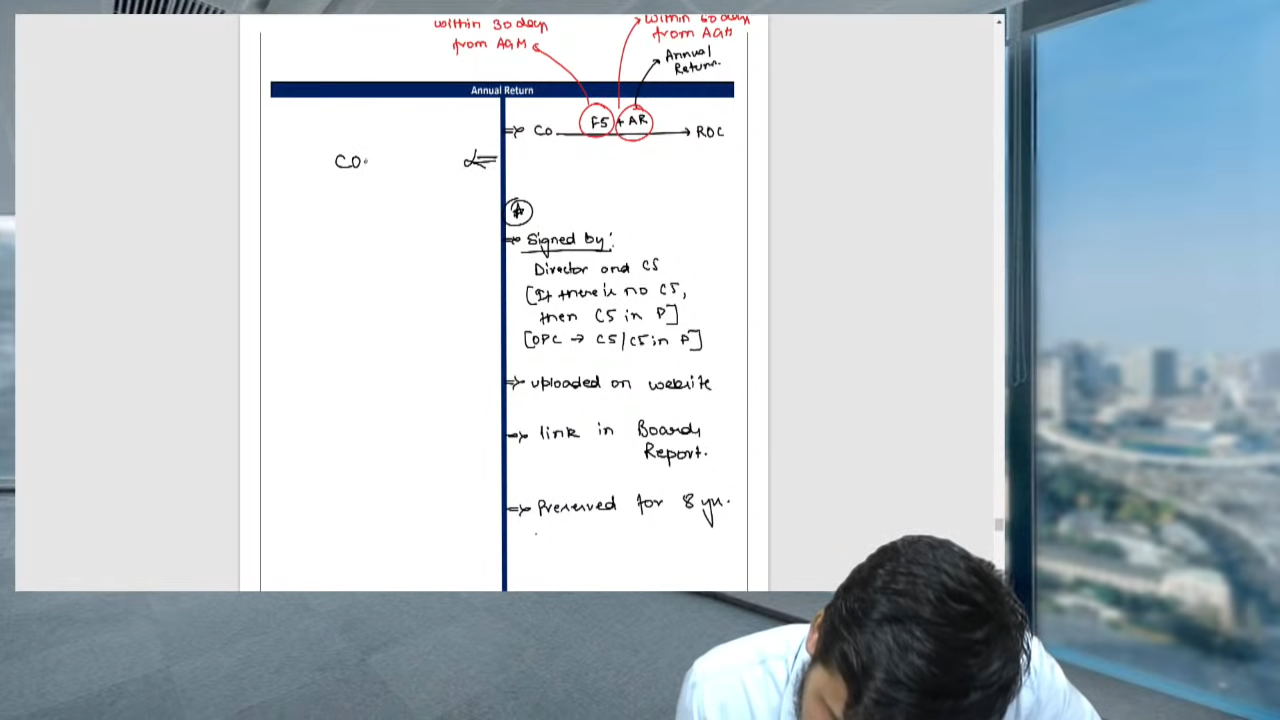 within 30 days
from AGM
within 60 days
from AGM
Annual
Return.
Annual Return
⇒ CO F5 + AR → ROC
CO.
⇒ Signed by:
Director and CS
[If there is no CS,
then CS in P]
[OPC → CS/CS in P]
⇒ uploaded on website
⇒ link in Boards
Report.
⇒ Preserved for 8 yrs.